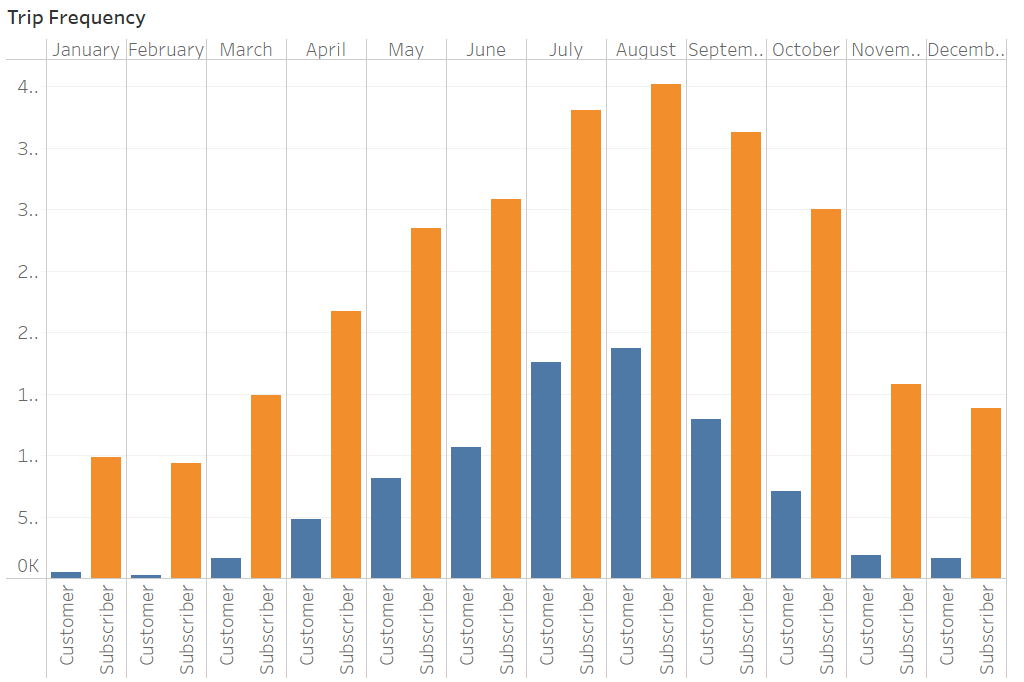 Trip Frequency
January February March April May June July August Septem.. October Novem.. Decemb..
4..
3..
3..
2..
2..
1..
1..
5..
0K
Customer Subscriber Customer Subscriber Customer Subscriber Customer Subscriber Customer Subscriber Customer Subscriber Customer Subscriber Customer Subscriber Customer Subscriber Customer Subscriber Customer Subscriber Customer Subscriber